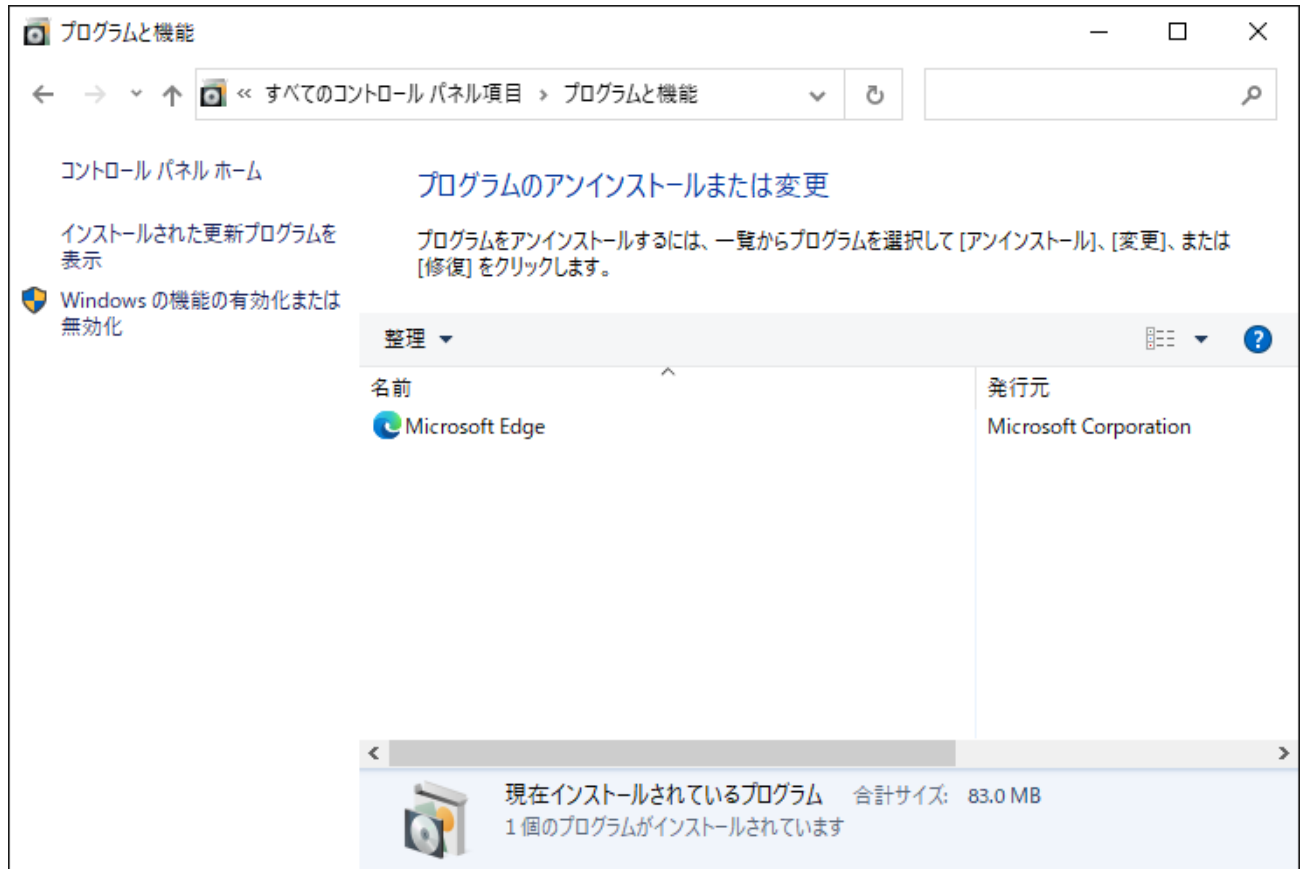 プログラムと機能
« すべてのコントロール パネル項目 › プログラムと機能
コントロール パネル ホーム
インストールされた更新プログラムを
表示
Windows の機能の有効化または
無効化
プログラムのアンインストールまたは変更
プログラムをアンインストールするには、一覧からプログラムを選択して [アンインストール]、[変更]、または
[修復] をクリックします。
整理
名前 発行元
Microsoft Edge Microsoft Corporation
現在インストールされているプログラム 合計サイズ: 83.0 MB
1 個のプログラムがインストールされています